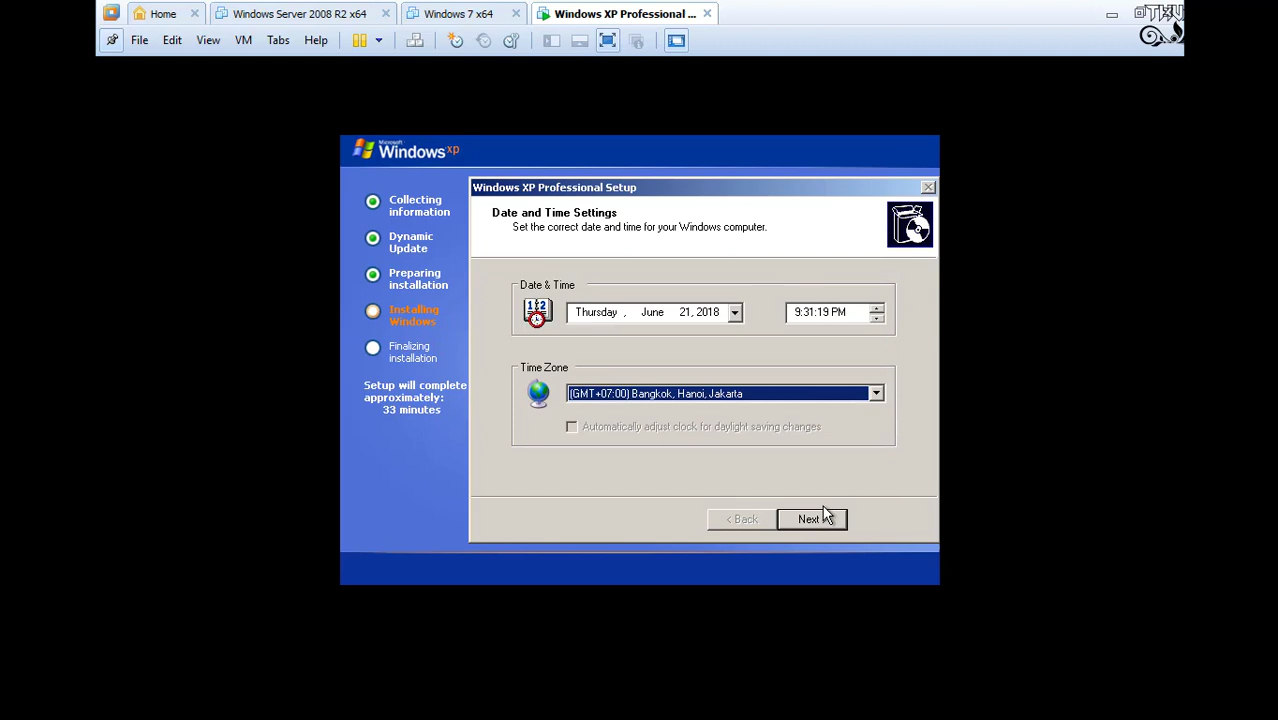 Home Windows Server 2008 R2 x64 Windows 7 x64 Windows XP Professional ...
File Edit View VM Tabs Help
Microsoft
Windows xp
Windows XP Professional Setup
Collecting
information
Dynamic
Update
Preparing
installation
Installing
Windows
Finalizing
installation
Setup will complete
approximately:
33 minutes
Date and Time Settings
Set the correct date and time for your Windows computer.
Date & Time
12
Thursday , June 21, 2018 9:31:19 PM
Time Zone
(GMT+07:00) Bangkok, Hanoi, Jakarta
Automatically adjust clock for daylight saving changes
< Back Next